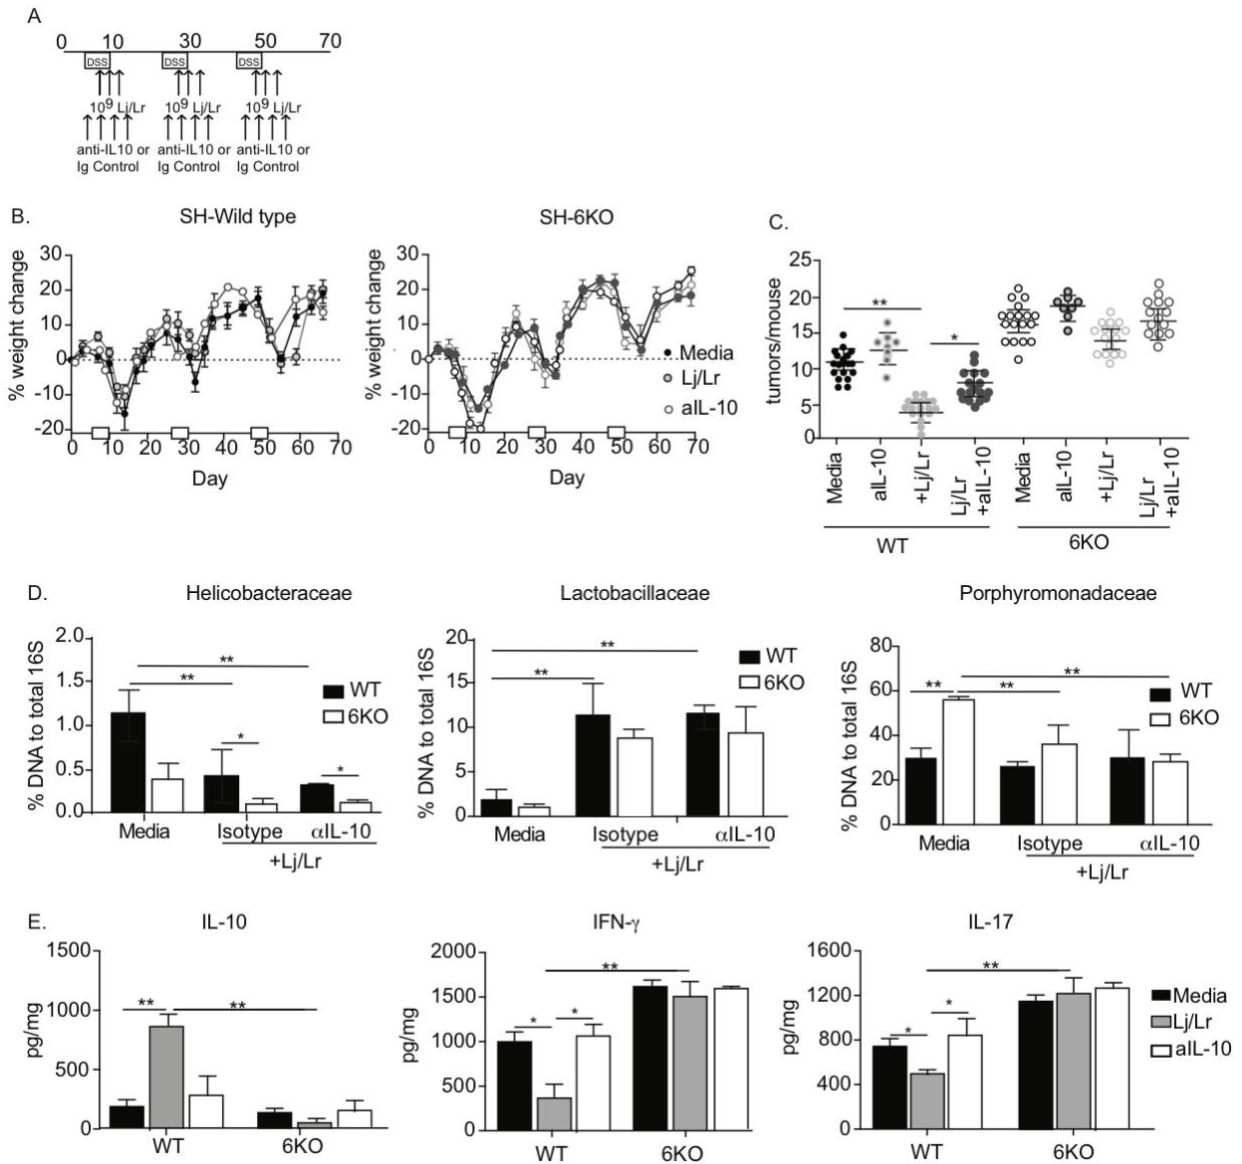 A
0 10 30 50 70
DSS DSS DSS
10⁹ Lj/Lr 10⁹ Lj/Lr 10⁹ Lj/Lr
anti-IL10 or anti-IL10 or anti-IL10 or
Ig Control Ig Control Ig Control
B.
SH-Wild type
% weight change
30
20
10
0
-10
-20
0 10 20 30 40 50 60 70
Day
SH-6KO
% weight change
30
20
10
0
-10
-20
0 10 20 30 40 50 60 70
Day
Media
Lj/Lr
aIL-10
C.
tumors/mouse
25
20
15
10
5
0
** *
Media
aIL-10
+Lj/Lr
Lj/Lr
+aIL-10
Media
aIL-10
+Lj/Lr
Lj/Lr
+aIL-10
WT 6KO
D.
Helicobacteraceae
% DNA to total 16S
2.0
1.5
1.0
0.5
0.0
**
**
*
*
WT
6KO
Media Isotype αIL-10
+Lj/Lr
Lactobacillaceae
% DNA to total 16S
20
15
10
5
0
**
**
WT
6KO
Media Isotype αIL-10
+Lj/Lr
Porphyromonadaceae
% DNA to total 16S
80
60
40
20
0
**
** **
WT
6KO
Media Isotype αIL-10
+Lj/Lr
E.
IL-10
pg/mg
1500
1000
500
0
** **
WT 6KO
IFN-γ
pg/mg
2000
1500
1000
500
0
**
* *
WT 6KO
IL-17
pg/mg
1600
1200
800
400
0
**
* *
WT 6KO
Media
Lj/Lr
aIL-10